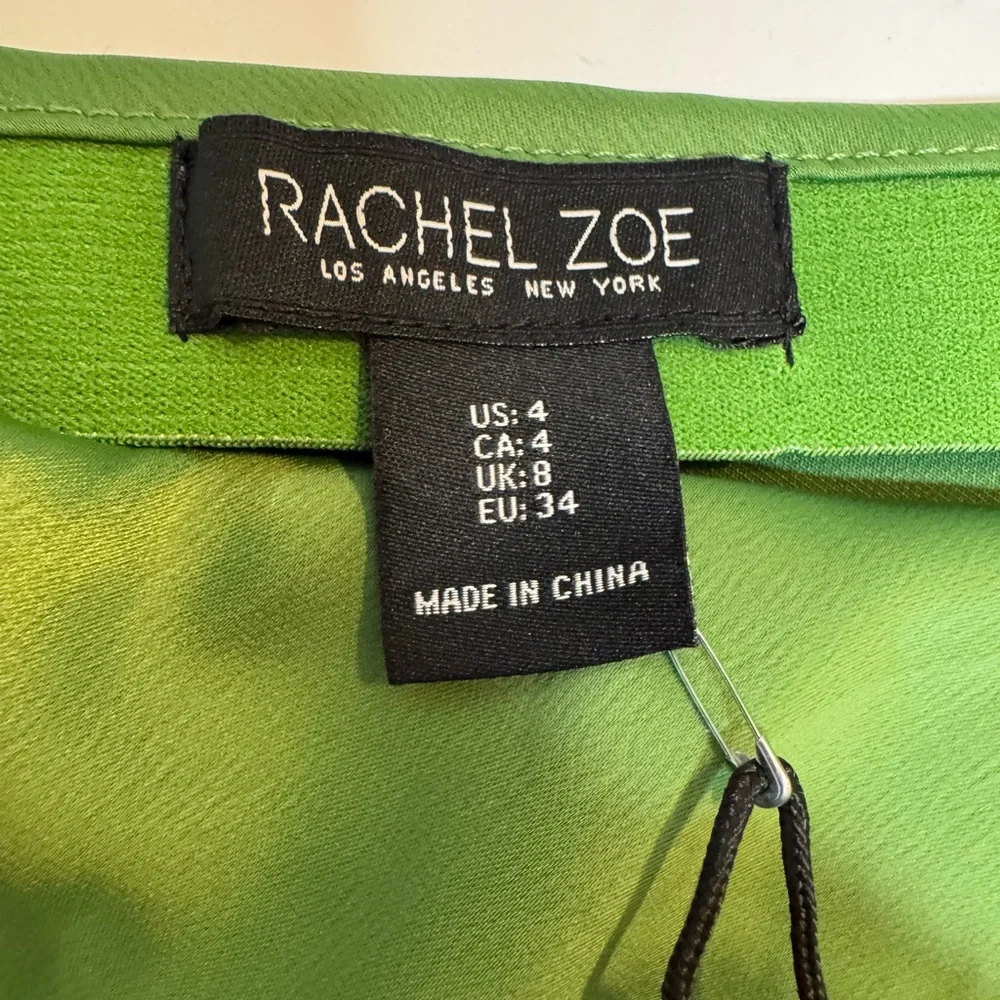 RACHEL ZOE
LOS ANGELES NEW YORK
US: 4
CA: 4
UK: 8
EU: 34
MADE IN CHINA